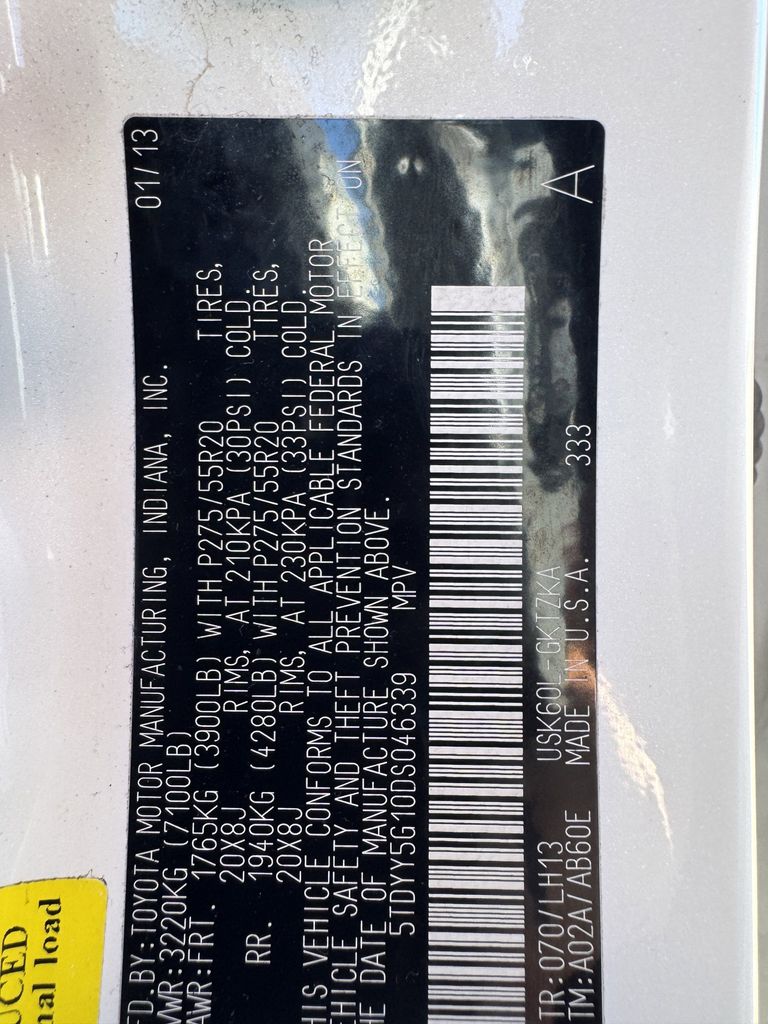 FD.BY:TOYOTA MOTOR MANUFACTURING, INDIANA, INC. 01/13
VWR:3220KG (7100LB)
AWR:FRT. 1765KG (3900LB) WITH P275/55R20 TIRES,
20X8J RIMS, AT 210KPA (30PSI) COLD.
RR. 1940KG (4280LB) WITH P275/55R20 TIRES,
20X8J RIMS, AT 230KPA (33PSI) COLD.
HIS VEHICLE CONFORMS TO ALL APPLICABLE FEDERAL MOTOR
EHICLE SAFETY AND THEFT PREVENTION STANDARDS IN EFFECT ON
HE DATE OF MANUFACTURE SHOWN ABOVE.
5TDYY5G10DS046339 MPV
TR:070/LH13 USK60L-GKTZKA A
TM:A02A/AB60E MADE IN U.S.A. 333
UCED
nal load